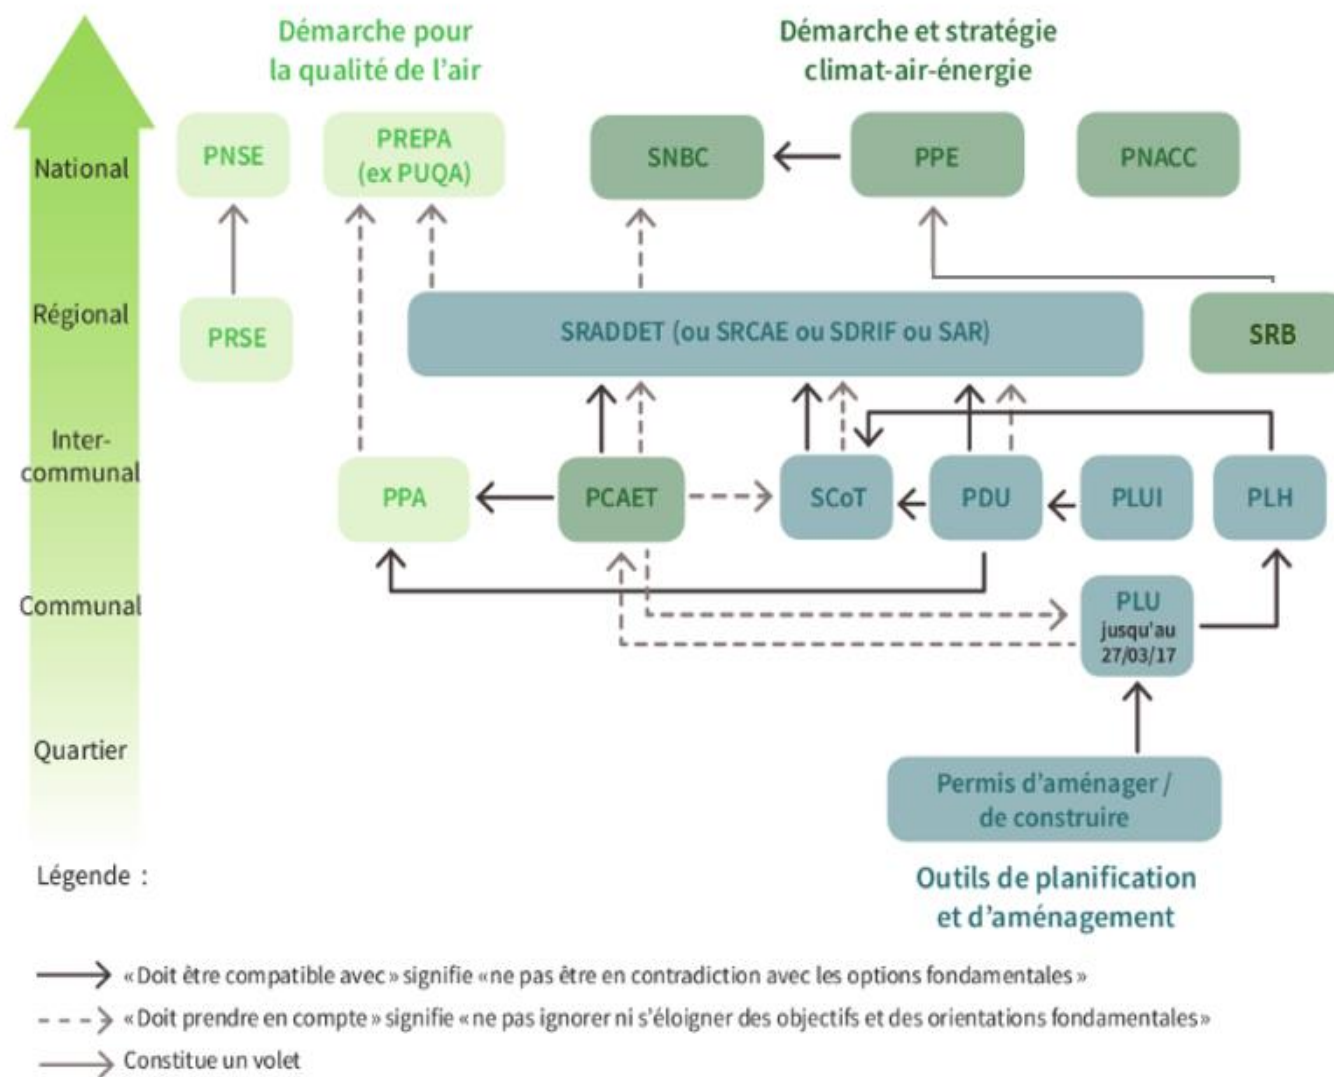 Démarche pour
la qualité de l'air
Démarche et stratégie
climat-air-énergie
National
PNSE
PREPA
(ex PUQA)
SNBC
PPE
PNACC
Régional
PRSE
SRADDET (ou SRCAE ou SDRIF ou SAR)
SRB
Inter-
communal
PPA
PCAET
SCoT
PDU
PLUI
PLH
Communal
PLU
jusqu'au
27/03/17
Quartier
Permis d'aménager /
de construire
Légende :
Outils de planification
et d'aménagement
«Doit être compatible avec» signifie «ne pas être en contradiction avec les options fondamentales»
«Doit prendre en compte» signifie «ne pas ignorer ni s'éloigner des objectifs et des orientations fondamentales»
Constitue un volet